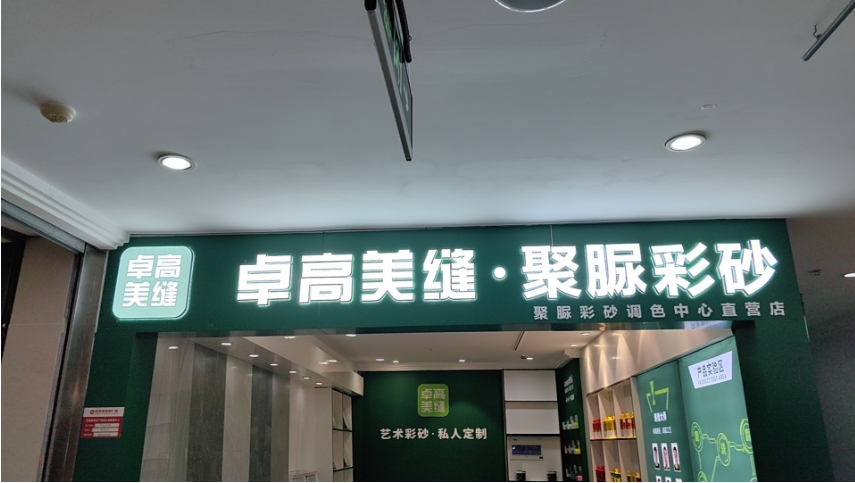 卓高
美缝
卓高美缝·聚脲彩砂
聚脲彩砂调色中心直营店
卓高
美缝
艺术彩砂·私人定制
产品实验区